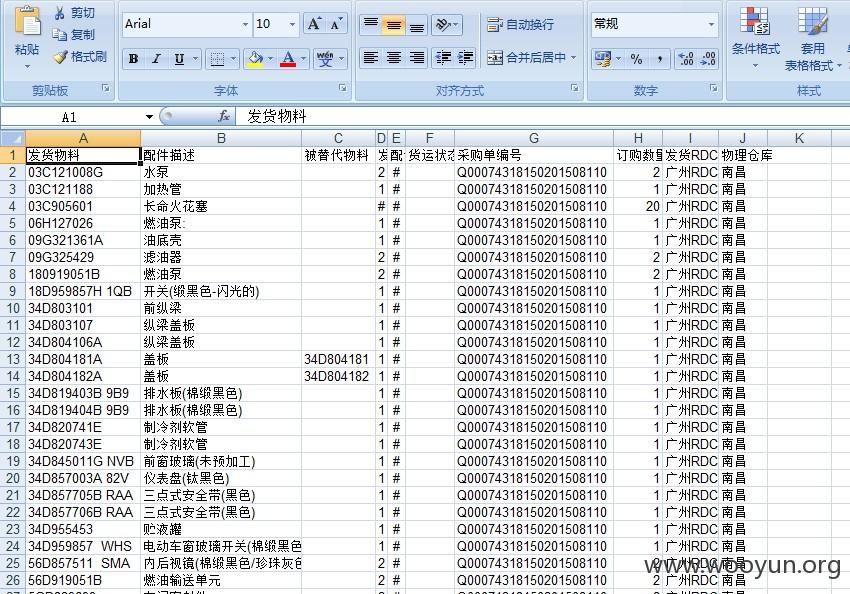 剪切
复制
格式刷
粘贴
剪贴板
Arial 10 A A
B I U A wén
字体
自动换行
合并后居中
对齐方式
常规
% ,
数字
条件格式 套用
表格格式
样式
A1 fx 发货物料
A B C D E F G H I J K
1 发货物料 配件描述 被替代物料 发 配 货运状态 采购单编号 订购数量 发货RDC 物理仓库
2 03C121008G 水泵 2 # Q00074318150201508110 2 广州RDC 南昌
3 03C121188 加热管 1 # Q00074318150201508110 1 广州RDC 南昌
4 03C905601 长命火花塞 # # Q00074318150201508110 20 广州RDC 南昌
5 06H127026 燃油泵: 1 # Q00074318150201508110 1 广州RDC 南昌
6 09G321361A 油底壳 1 # Q00074318150201508110 1 广州RDC 南昌
7 09G325429 滤油器 2 # Q00074318150201508110 2 广州RDC 南昌
8 180919051B 燃油泵 2 # Q00074318150201508110 2 广州RDC 南昌
9 18D959857H 1QB 开关(缎黑色-闪光的) 1 # Q00074318150201508110 1 广州RDC 南昌
10 34D803101 前纵梁 1 # Q00074318150201508110 1 广州RDC 南昌
11 34D803107 纵梁盖板 1 # Q00074318150201508110 1 广州RDC 南昌
12 34D804106A 纵梁盖板 1 # Q00074318150201508110 1 广州RDC 南昌
13 34D804181A 盖板 34D804181 1 # Q00074318150201508110 1 广州RDC 南昌
14 34D804182A 盖板 34D804182 1 # Q00074318150201508110 1 广州RDC 南昌
15 34D819403B 9B9 排水板(棉缎黑色) 1 # Q00074318150201508110 1 广州RDC 南昌
16 34D819404B 9B9 排水板(棉缎黑色) 1 # Q00074318150201508110 1 广州RDC 南昌
17 34D820741E 制冷剂软管 1 # Q00074318150201508110 1 广州RDC 南昌
18 34D820743E 制冷剂软管 1 # Q00074318150201508110 1 广州RDC 南昌
19 34D845011G NVB 前窗玻璃(未预加工) 1 # Q00074318150201508110 1 广州RDC 南昌
20 34D857003A 82V 仪表盘(钛黑色) 1 # Q00074318150201508110 1 广州RDC 南昌
21 34D857705B RAA 三点式安全带(黑色) 1 # Q00074318150201508110 1 广州RDC 南昌
22 34D857706B RAA 三点式安全带(黑色) 1 # Q00074318150201508110 1 广州RDC 南昌
23 34D955453 贮液罐 1 # Q00074318150201508110 1 广州RDC 南昌
24 34D959857 WHS 电动车窗玻璃开关(棉缎黑色 1 # Q00074318150201508110 1 广州RDC 南昌
25 56D857511 SMA 内后视镜(棉缎黑色/珍珠灰色 2 # Q00074318150201508110 2 广州RDC 南昌
26 56D919051B 燃油输送单元 2 # Q00074318150201508110 2 广州RDC 南昌
www.wooyun.org